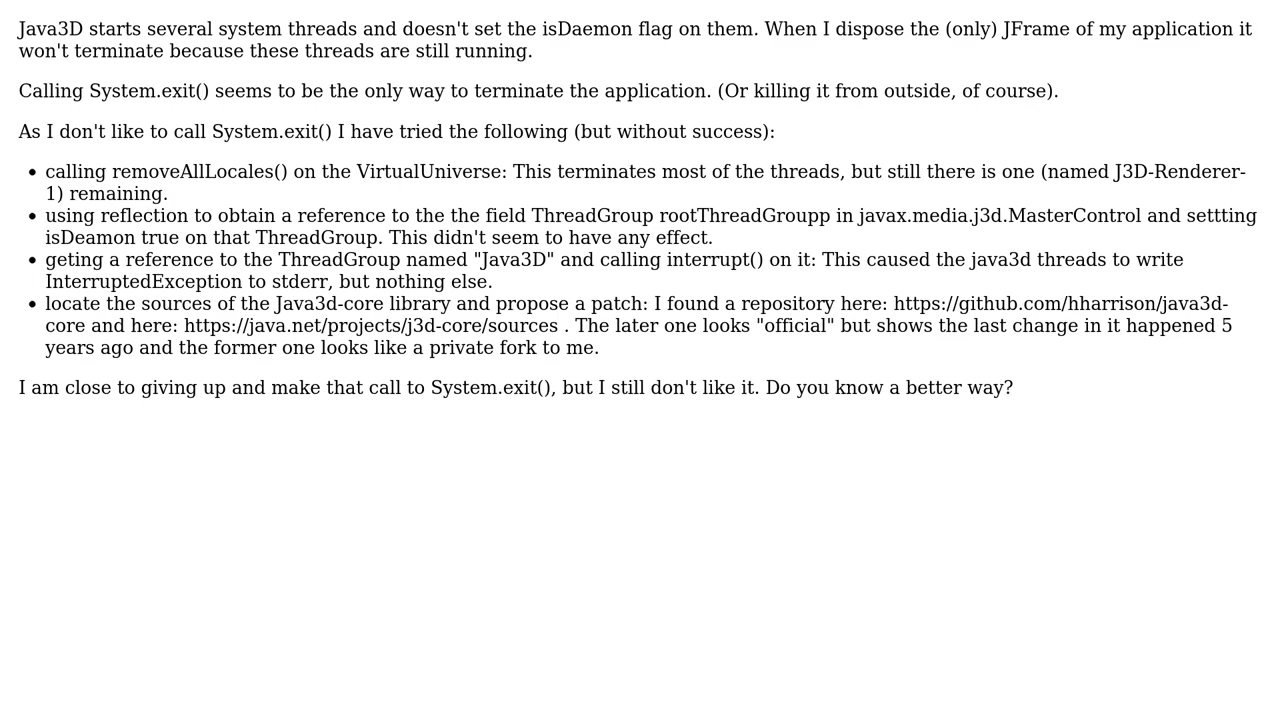 Java3D starts several system threads and doesn't set the isDaemon flag on them. When I dispose the (only) JFrame of my application it
won't terminate because these threads are still running.
Calling System.exit() seems to be the only way to terminate the application. (Or killing it from outside, of course).
As I don't like to call System.exit() I have tried the following (but without success):
• calling removeAllLocales() on the VirtualUniverse: This terminates most of the threads, but still there is one (named J3D-Renderer-
1) remaining.
• using reflection to obtain a reference to the the field ThreadGroup rootThreadGroupp in javax.media.j3d.MasterControl and settting
isDeamon true on that ThreadGroup. This didn't seem to have any effect.
• geting a reference to the ThreadGroup named "Java3D" and calling interrupt() on it: This caused the java3d threads to write
InterruptedException to stderr, but nothing else.
• locate the sources of the Java3d-core library and propose a patch: I found a repository here: https://github.com/hharrison/java3d-
core and here: https://java.net/projects/j3d-core/sources . The later one looks "official" but shows the last change in it happened 5
years ago and the former one looks like a private fork to me.
I am close to giving up and make that call to System.exit(), but I still don't like it. Do you know a better way?